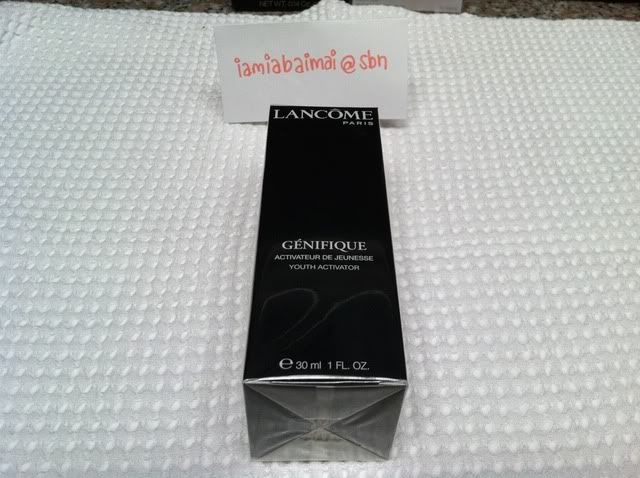 iamiabaimai@sbn
LANCÔME
PARIS
GÉNIFIQUE
ACTIVATEUR DE JEUNESSE
YOUTH ACTIVATOR
℮ 30 ml 1 FL. OZ.